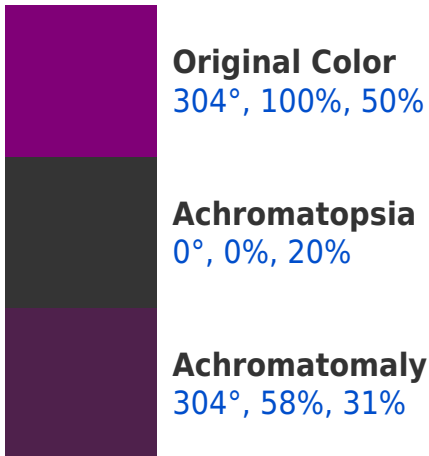 Original Color
304°, 100%, 50%
Achromatopsia
0°, 0%, 20%
Achromatomaly
304°, 58%, 31%